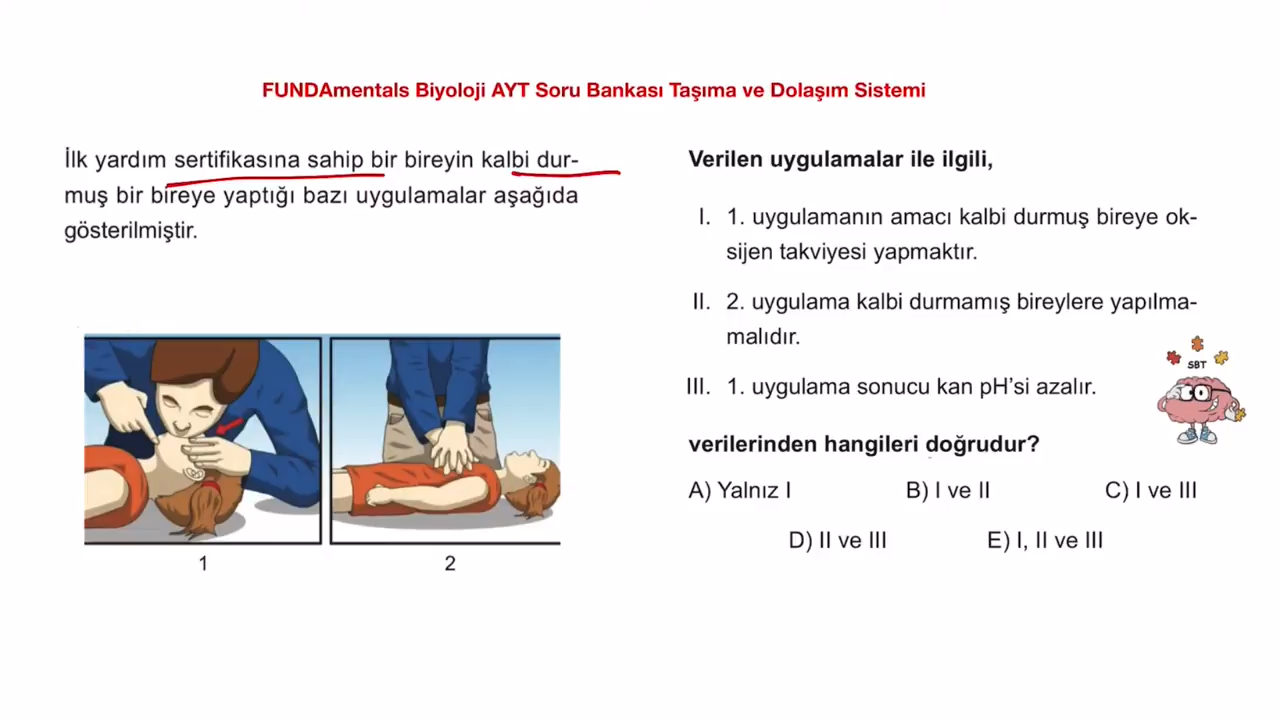 FUNDAmentals Biyoloji AYT Soru Bankası Taşıma ve Dolaşım Sistemi
İlk yardım sertifikasına sahip bir bireyin kalbi dur-
muş bir bireye yaptığı bazı uygulamalar aşağıda
gösterilmiştir.
1
2
Verilen uygulamalar ile ilgili,
I. 1. uygulamanın amacı kalbi durmuş bireye ok-
sijen takviyesi yapmaktır.
II. 2. uygulama kalbi durmamış bireylere yapılma-
malıdır.
III. 1. uygulama sonucu kan pH’si azalır.
SBT
verilerinden hangileri doğrudur?
A) Yalnız I B) I ve II C) I ve III
D) II ve III E) I, II ve III